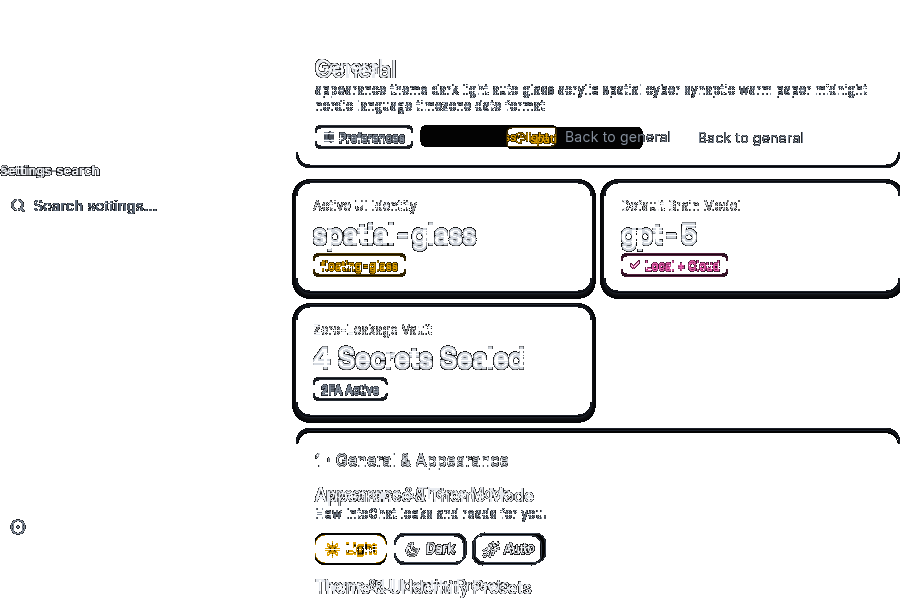 General
appearance theme dark light auto glass acrylic spatial cyber synaptic warm paper midnight
nordic language timezone date format
Preferences
Back to general
Back to general
Settings search
Search settings...
Active UI Identity
spatial-glass
floating-glass
Default Brain Model
gpt-5
Local + Cloud
Zero-Leakage Vault
4 Secrets Sealed
2FA Active
1 · General & Appearance
Appearance & Theme Mode
How InfoChat looks and reads for you.
Light
Dark
Auto
Theme & UI Identity Presets